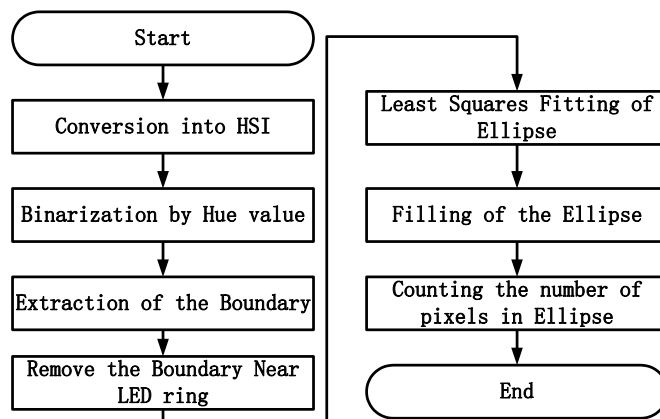 Start
Conversion into HSI
Binarization by Hue value
Extraction of the Boundary
Remove the Boundary Near
LED ring
Least Squares Fitting of
Ellipse
Filling of the Ellipse
Counting the number of
pixels in Ellipse
End